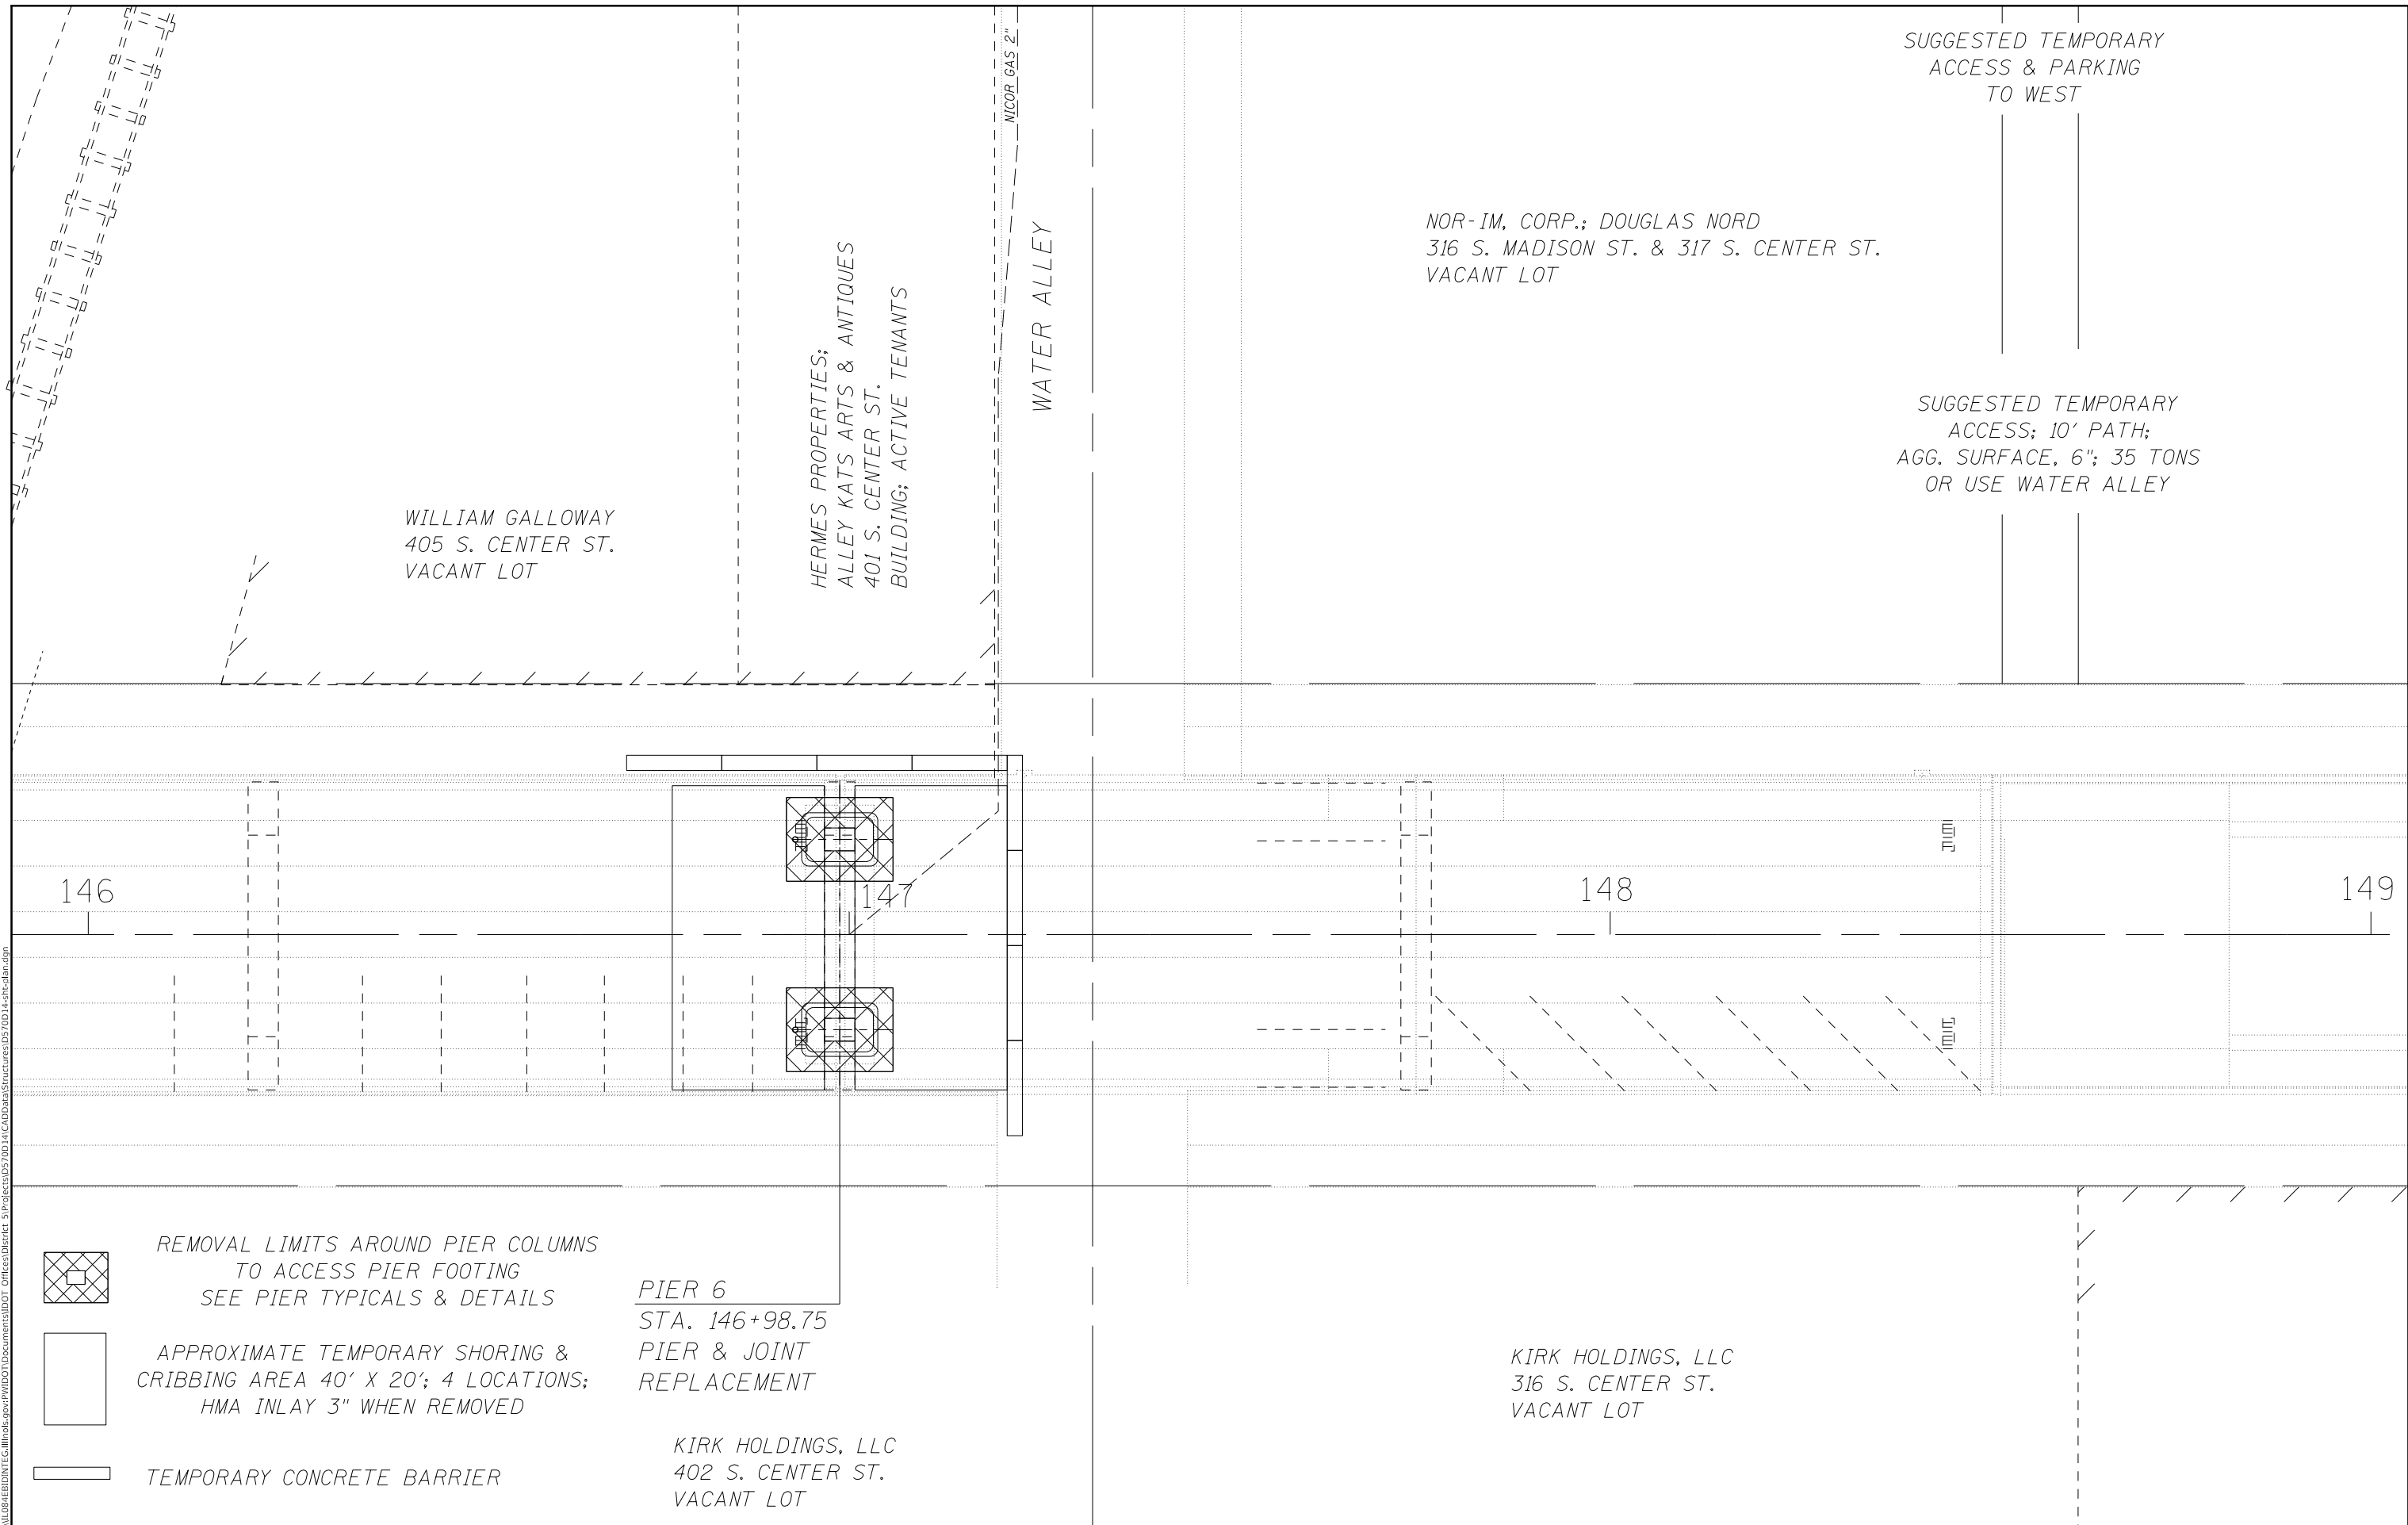 SUGGESTED TEMPORARY
ACCESS & PARKING
TO WEST
NICOR GAS 2"
WATER ALLEY
NOR-IM, CORP.; DOUGLAS NORD
316 S. MADISON ST. & 317 S. CENTER ST.
VACANT LOT
HERMES PROPERTIES;
ALLEY KATS ARTS & ANTIQUES
401 S. CENTER ST.
BUILDING; ACTIVE TENANTS
SUGGESTED TEMPORARY
ACCESS; 10' PATH;
AGG. SURFACE, 6"; 35 TONS
OR USE WATER ALLEY
WILLIAM GALLOWAY
405 S. CENTER ST.
VACANT LOT
146
147
148
149
REMOVAL LIMITS AROUND PIER COLUMNS
TO ACCESS PIER FOOTING
SEE PIER TYPICALS & DETAILS
APPROXIMATE TEMPORARY SHORING &
CRIBBING AREA 40' X 20'; 4 LOCATIONS;
HMA INLAY 3" WHEN REMOVED
TEMPORARY CONCRETE BARRIER
PIER 6
STA. 146+98.75
PIER & JOINT
REPLACEMENT
KIRK HOLDINGS, LLC
402 S. CENTER ST.
VACANT LOT
KIRK HOLDINGS, LLC
316 S. CENTER ST.
VACANT LOT